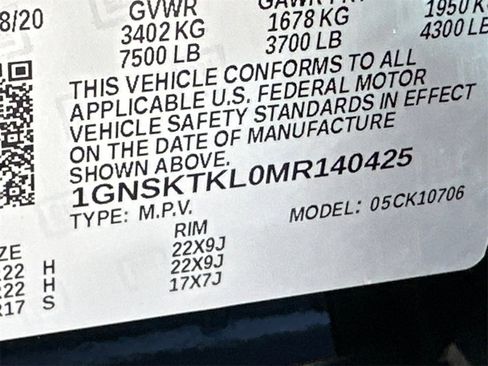 8/20 GVWR GAWR FRT
3402 KG 1678 KG 1950 K
7500 LB 3700 LB 4300 LB
THIS VEHICLE CONFORMS TO ALL
APPLICABLE U.S. FEDERAL MOTOR
VEHICLE SAFETY STANDARDS IN EFFECT
ON THE DATE OF MANUFACTURE
SHOWN ABOVE.
1GNSKTKL0MR140425
TYPE: M.P.V. MODEL: 05CK10706
ZE RIM
22 H 22X9J
22 H 22X9J
R17 S 17X7J